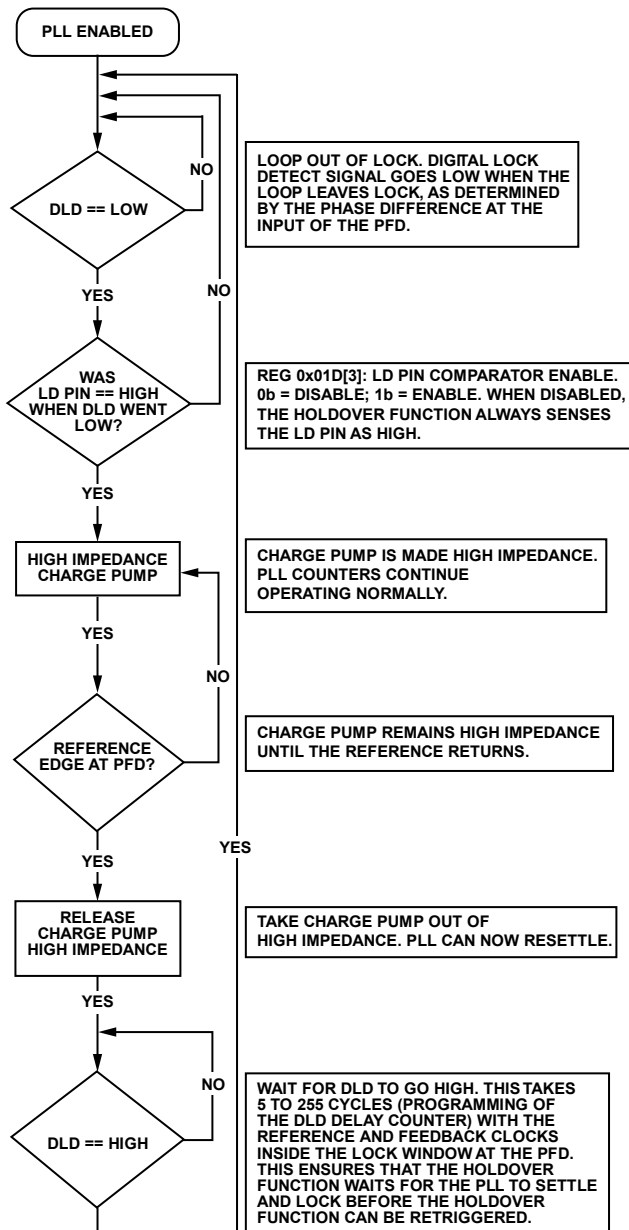 PLL ENABLED
NO
DLD == LOW
LOOP OUT OF LOCK. DIGITAL LOCK
DETECT SIGNAL GOES LOW WHEN THE
LOOP LEAVES LOCK, AS DETERMINED
BY THE PHASE DIFFERENCE AT THE
INPUT OF THE PFD.
YES
NO
WAS
LD PIN == HIGH
WHEN DLD WENT
LOW?
REG 0x01D[3]: LD PIN COMPARATOR ENABLE.
0b = DISABLE; 1b = ENABLE. WHEN DISABLED,
THE HOLDOVER FUNCTION ALWAYS SENSES
THE LD PIN AS HIGH.
YES
HIGH IMPEDANCE
CHARGE PUMP
CHARGE PUMP IS MADE HIGH IMPEDANCE.
PLL COUNTERS CONTINUE
OPERATING NORMALLY.
YES
NO
REFERENCE
EDGE AT PFD?
CHARGE PUMP REMAINS HIGH IMPEDANCE
UNTIL THE REFERENCE RETURNS.
YES
YES
RELEASE
CHARGE PUMP
HIGH IMPEDANCE
TAKE CHARGE PUMP OUT OF
HIGH IMPEDANCE. PLL CAN NOW RESETTLE.
YES
NO
DLD == HIGH
WAIT FOR DLD TO GO HIGH. THIS TAKES
5 TO 255 CYCLES (PROGRAMMING OF
THE DLD DELAY COUNTER) WITH THE
REFERENCE AND FEEDBACK CLOCKS
INSIDE THE LOCK WINDOW AT THE PFD.
THIS ENSURES THAT THE HOLDOVER
FUNCTION WAITS FOR THE PLL TO SETTLE
AND LOCK BEFORE THE HOLDOVER
FUNCTION CAN BE RETRIGGERED.